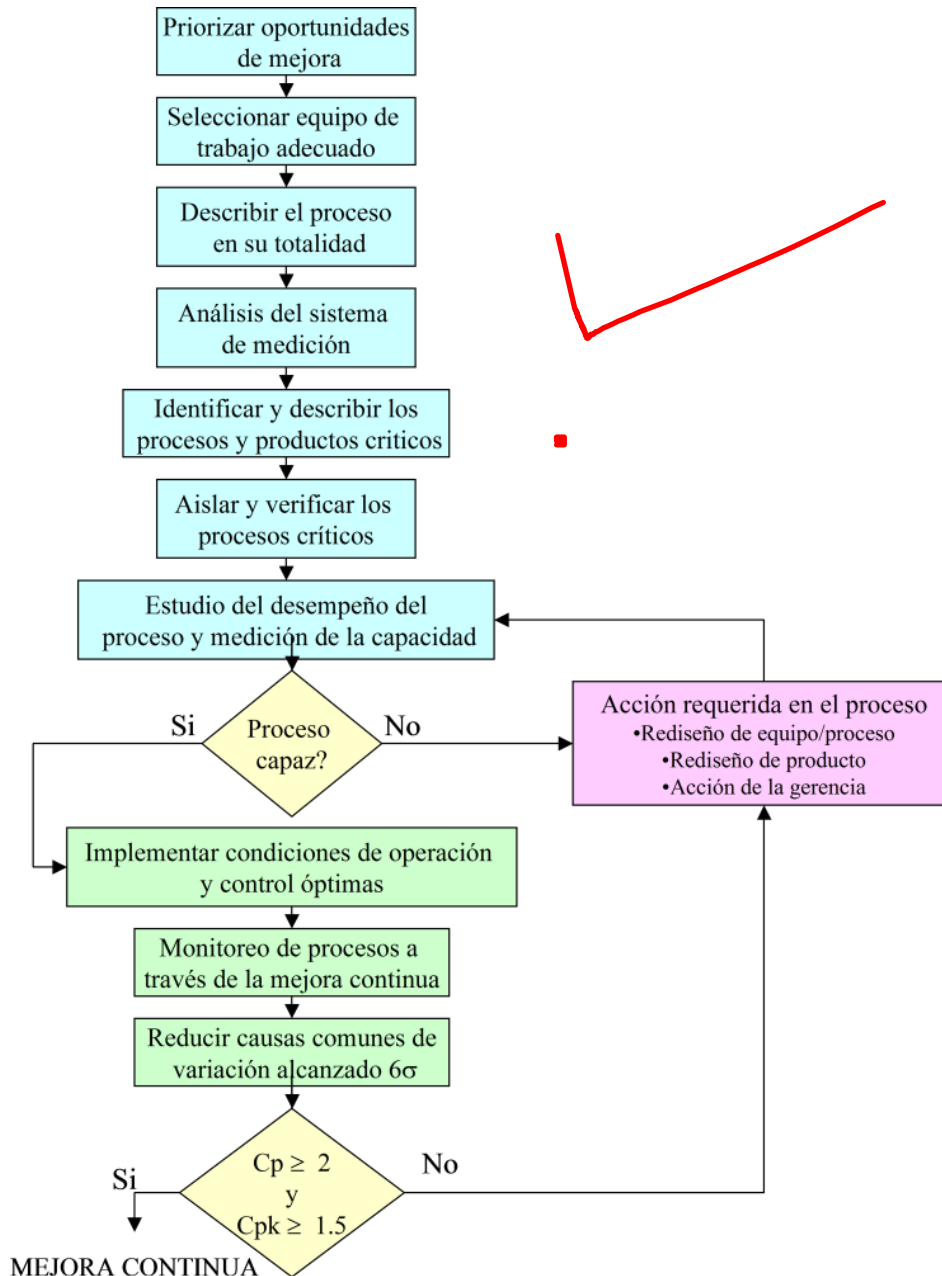 Priorizar oportunidades
de mejora
Seleccionar equipo de
trabajo adecuado
Describir el proceso
en su totalidad
Análisis del sistema
de medición
Identificar y describir los
procesos y productos criticos
Aislar y verificar los
procesos críticos
Estudio del desempeño del
proceso y medición de la capacidad
Si
Proceso
capaz?
No
Acción requerida en el proceso
•Rediseño de equipo/proceso
•Rediseño de producto
•Acción de la gerencia
Implementar condiciones de operación
y control óptimas
Monitoreo de procesos a
través de la mejora continua
Reducir causas comunes de
variación alcanzado 6σ
Si
Cp ≥ 2
y
Cpk ≥ 1.5
No
MEJORA CONTINUA